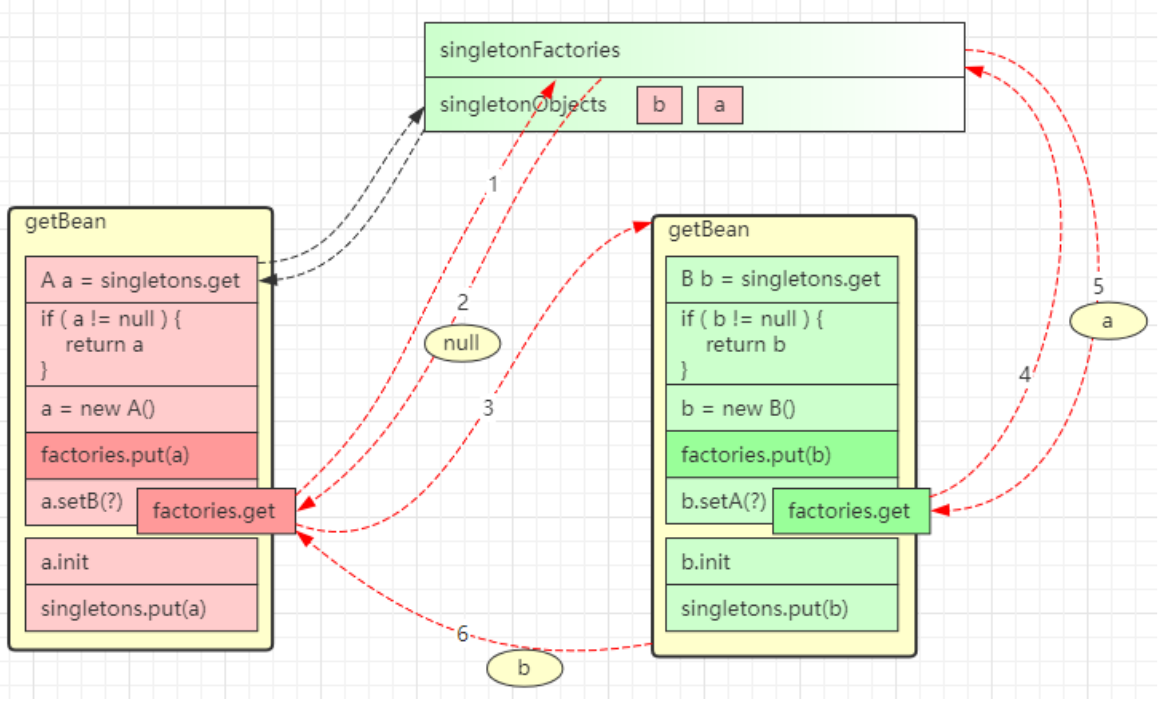 singletonFactories
singletonObjects b a
1
2
null
3
getBean
A a = singletons.get
if ( a != null ) {
return a
}
a = new A()
factories.put(a)
a.setB(?)
factories.get
a.init
singletons.put(a)
getBean
B b = singletons.get
if ( b != null ) {
return b
}
b = new B()
factories.put(b)
b.setA(?)
factories.get
b.init
singletons.put(b)
4
5
a
6
b